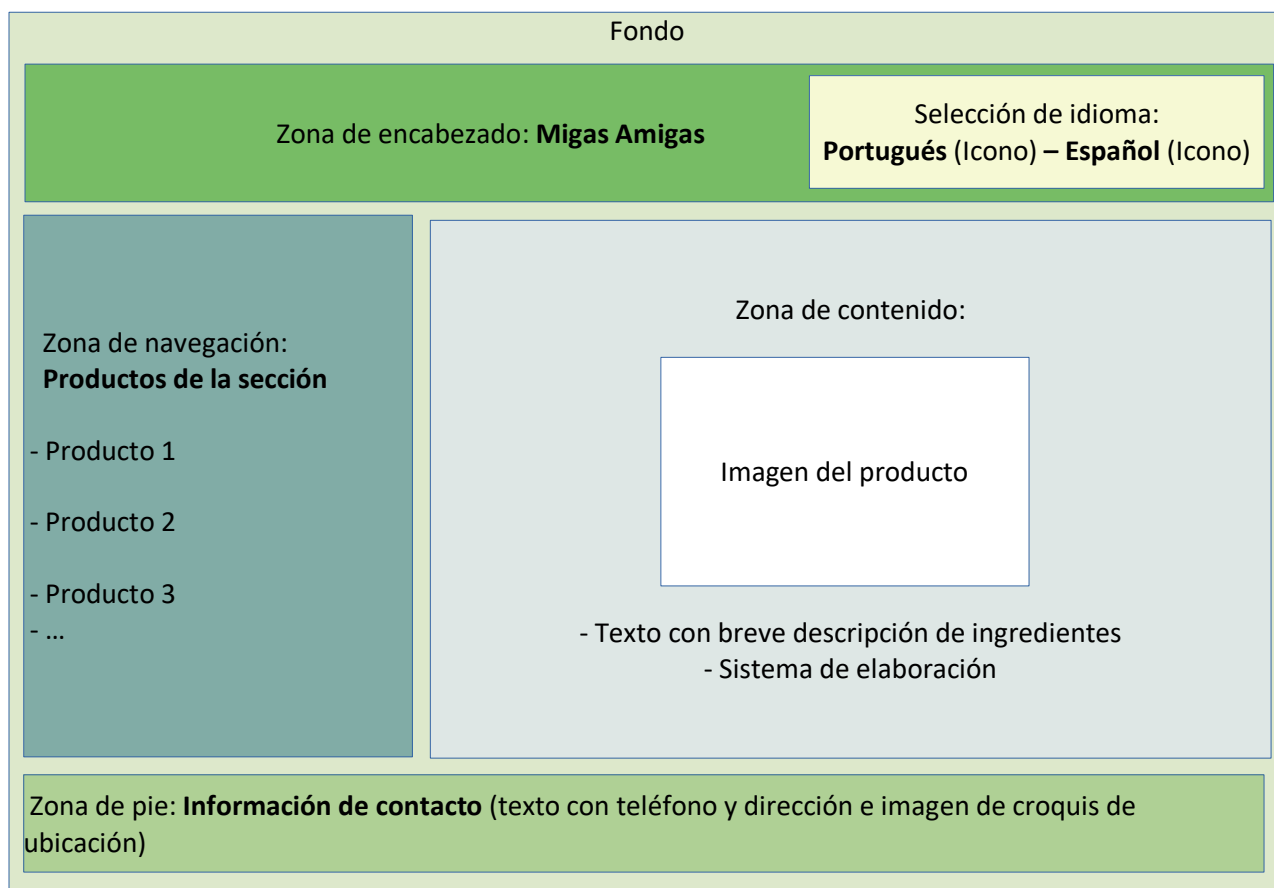 Fondo
Zona de encabezado: Migas Amigas
Selección de idioma:
Portugués (Icono) – Español (Icono)
Zona de navegación:
Productos de la sección
- Producto 1
- Producto 2
- Producto 3
- ...
Zona de contenido:
Imagen del producto
- Texto con breve descripción de ingredientes
- Sistema de elaboración
Zona de pie: Información de contacto (texto con teléfono y dirección e imagen de croquis de
ubicación)